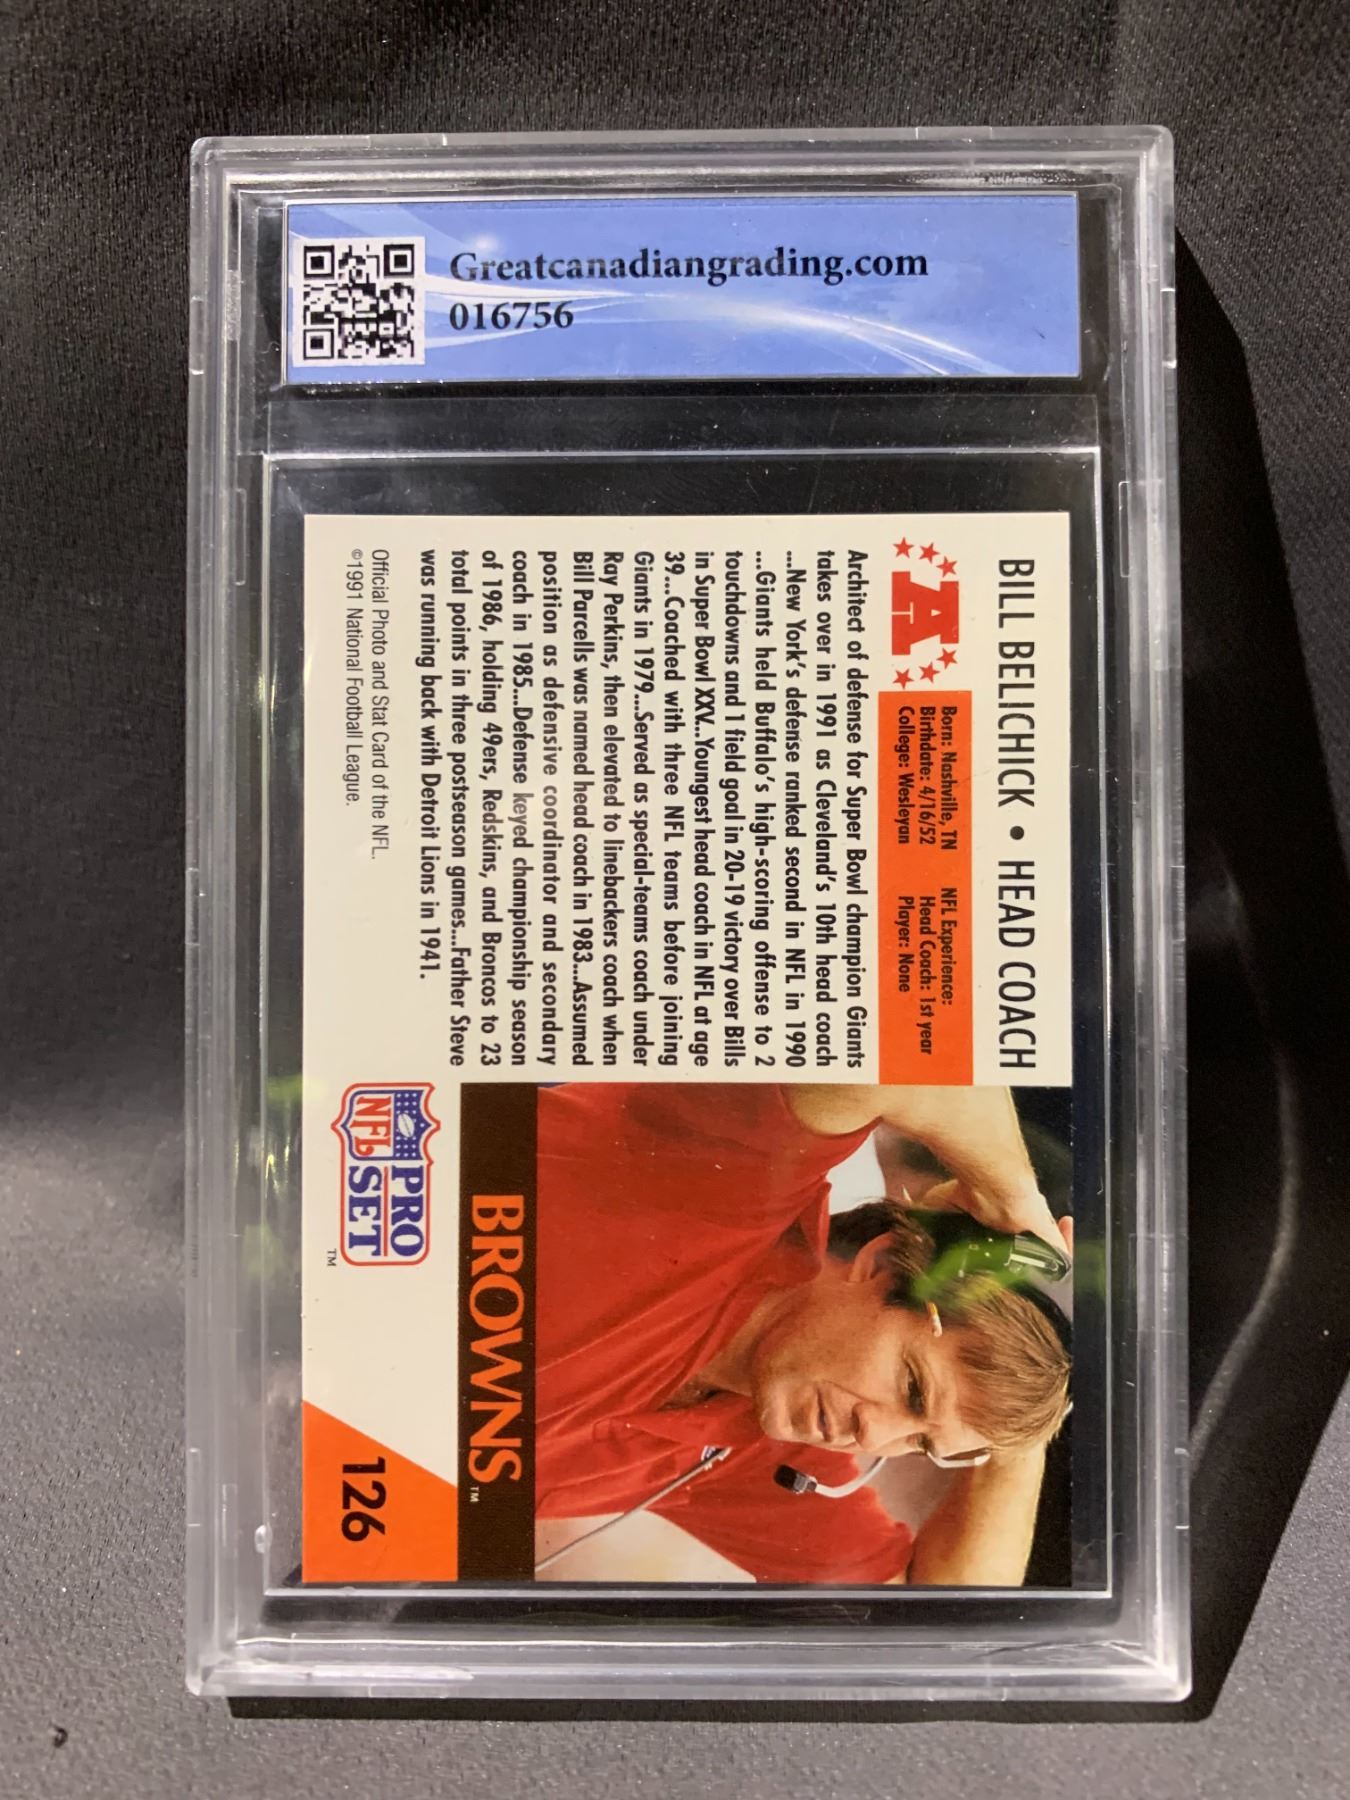 Greatcanadiangrading.com
016756
BILL BELICHICK • HEAD COACH
A
Born: Nashville, TN
Birthdate: 4/16/52
College: Wesleyan
NFL Experience:
Head Coach: 1st year
Player: None
Architect of defense for Super Bowl champion Giants
takes over in 1991 as Cleveland's 10th head coach
...New York's defense ranked second in NFL in 1990
...Giants held Buffalo's high-scoring offense to 2
touchdowns and 1 field goal in 20-19 victory over Bills
in Super Bowl XXV...Youngest head coach in NFL at age
39...Coached with three NFL teams before joining
Giants in 1979...Served as special-teams coach under
Ray Perkins, then elevated to linebackers coach when
Bill Parcells was named head coach in 1983...Assumed
position as defensive coordinator and secondary
coach in 1985...Defense keyed championship season
of 1986, holding 49ers, Redskins, and Broncos to 23
total points in three postseason games...Father Steve
was running back with Detroit Lions in 1941.
Official Photo and Stat Card of the NFL.
©1991 National Football League.
BROWNS™
NFL PRO SET™
126